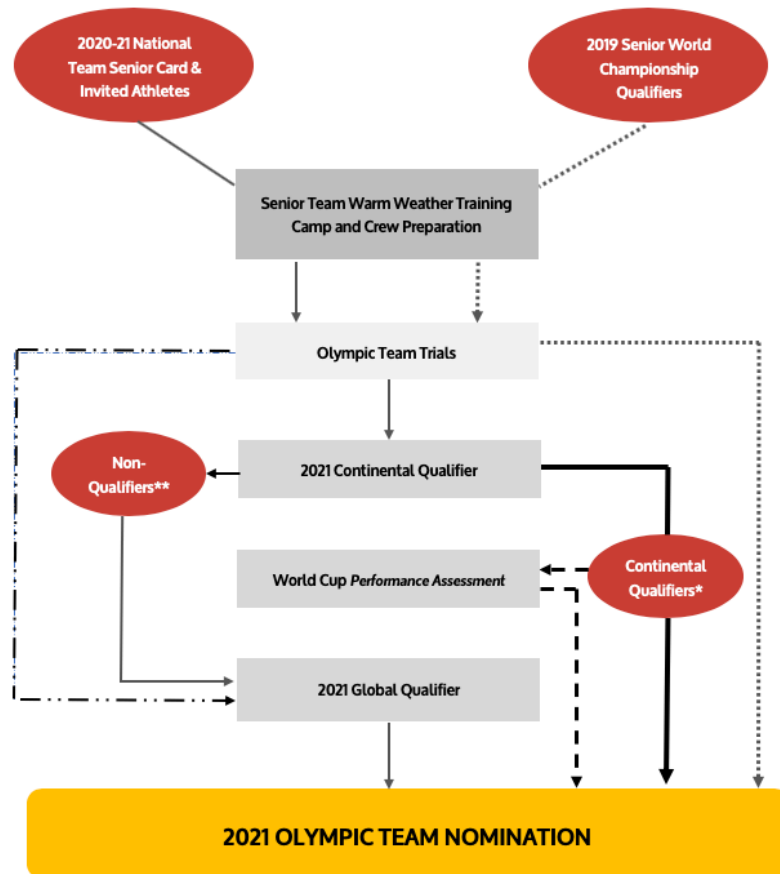 2020-21 National
Team Senior Card &
Invited Athletes
2019 Senior World
Championship
Qualifiers
Senior Team Warm Weather Training
Camp and Crew Preparation
Olympic Team Trials
2021 Continental Qualifier
Non-
Qualifiers**
World Cup Performance Assessment
Continental
Qualifiers*
2021 Global Qualifier
2021 OLYMPIC TEAM NOMINATION